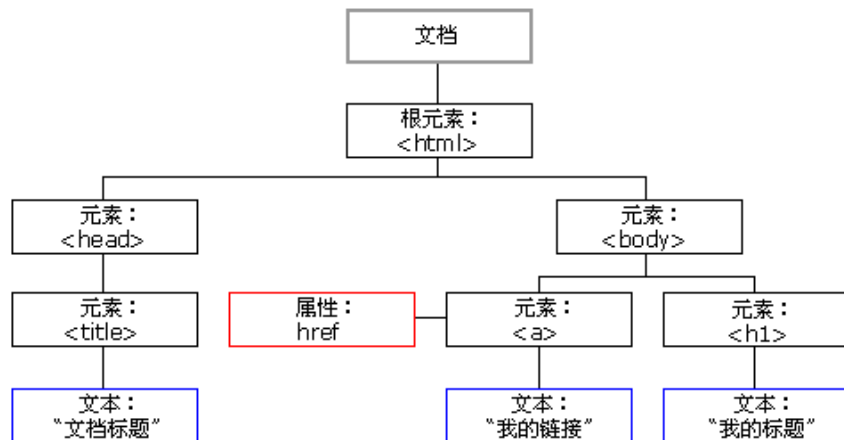 文档
根元素：
<html>
元素：
<head>
元素：
<body>
元素：
<title>
属性：
href
元素：
<a>
元素：
<h1>
文本：
“文档标题”
文本：
“我的链接”
文本：
“我的标题”